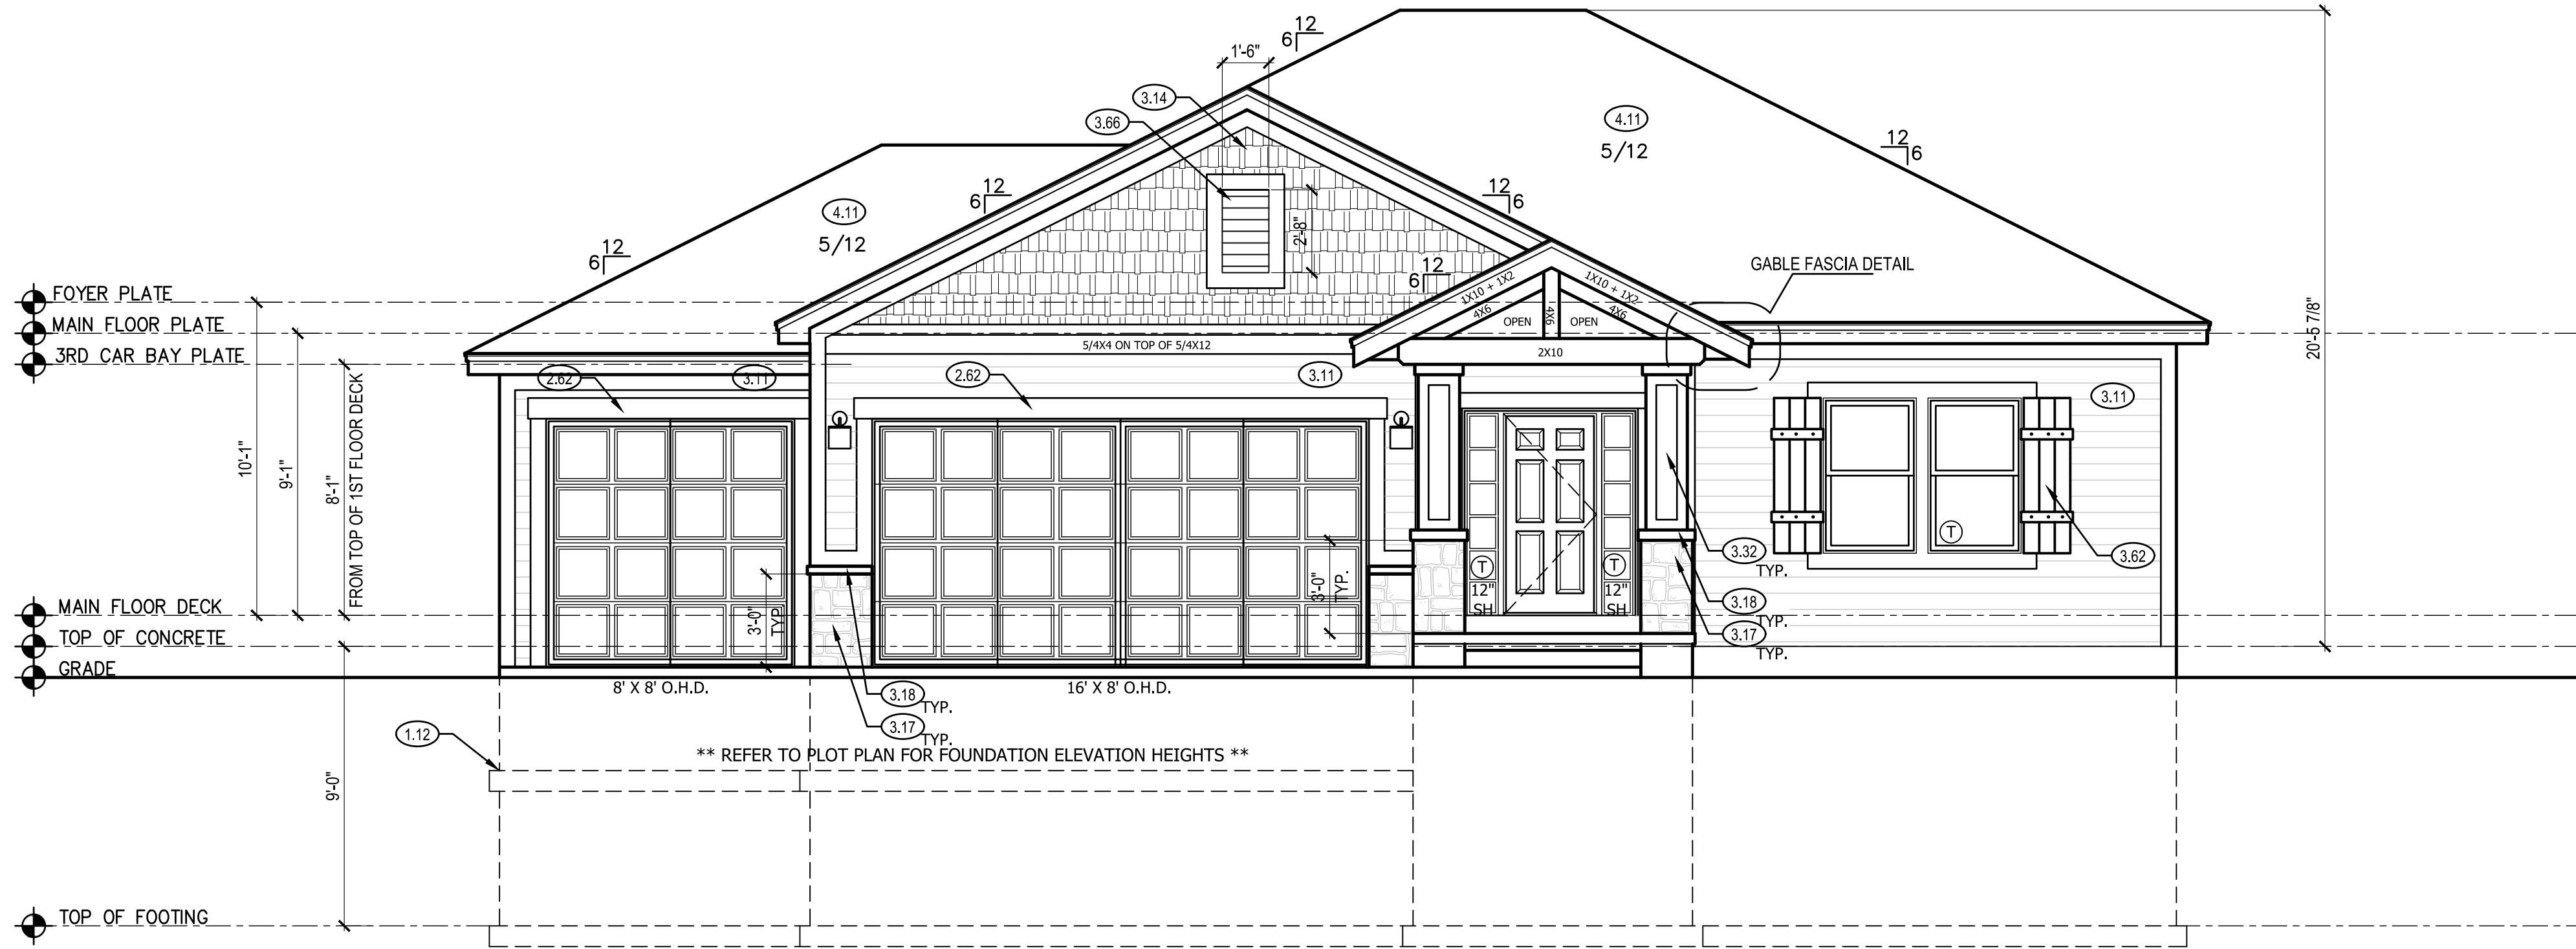 12
6
1'-6"
3.14
3.66
4.11
5/12
12
6
12
6
12
6
4.11
5/12
12
6
2'-8"
12
6
GABLE FASCIA DETAIL
1X10 + 1X2
1X10 + 1X2
4X6
4X6
4X6
OPEN
OPEN
FOYER PLATE
MAIN FLOOR PLATE
3RD CAR BAY PLATE
20'-5 7/8"
5/4X4 ON TOP OF 5/4X12
2X10
2.62
3.11
2.62
3.11
3.11
10'-1"
9'-1"
8'-1"
FROM TOP OF 1ST FLOOR DECK
T
3.32
TYP.
3.62
T
12"
SH
T
12"
SH
3'-0"
TYP.
3'-0"
TYP
3.18
TYP.
3.17
TYP.
MAIN FLOOR DECK
TOP OF CONCRETE
GRADE
8' X 8' O.H.D.
16' X 8' O.H.D.
3.18
TYP.
3.17
TYP.
1.12
** REFER TO PLOT PLAN FOR FOUNDATION ELEVATION HEIGHTS **
9'-0"
TOP OF FOOTING